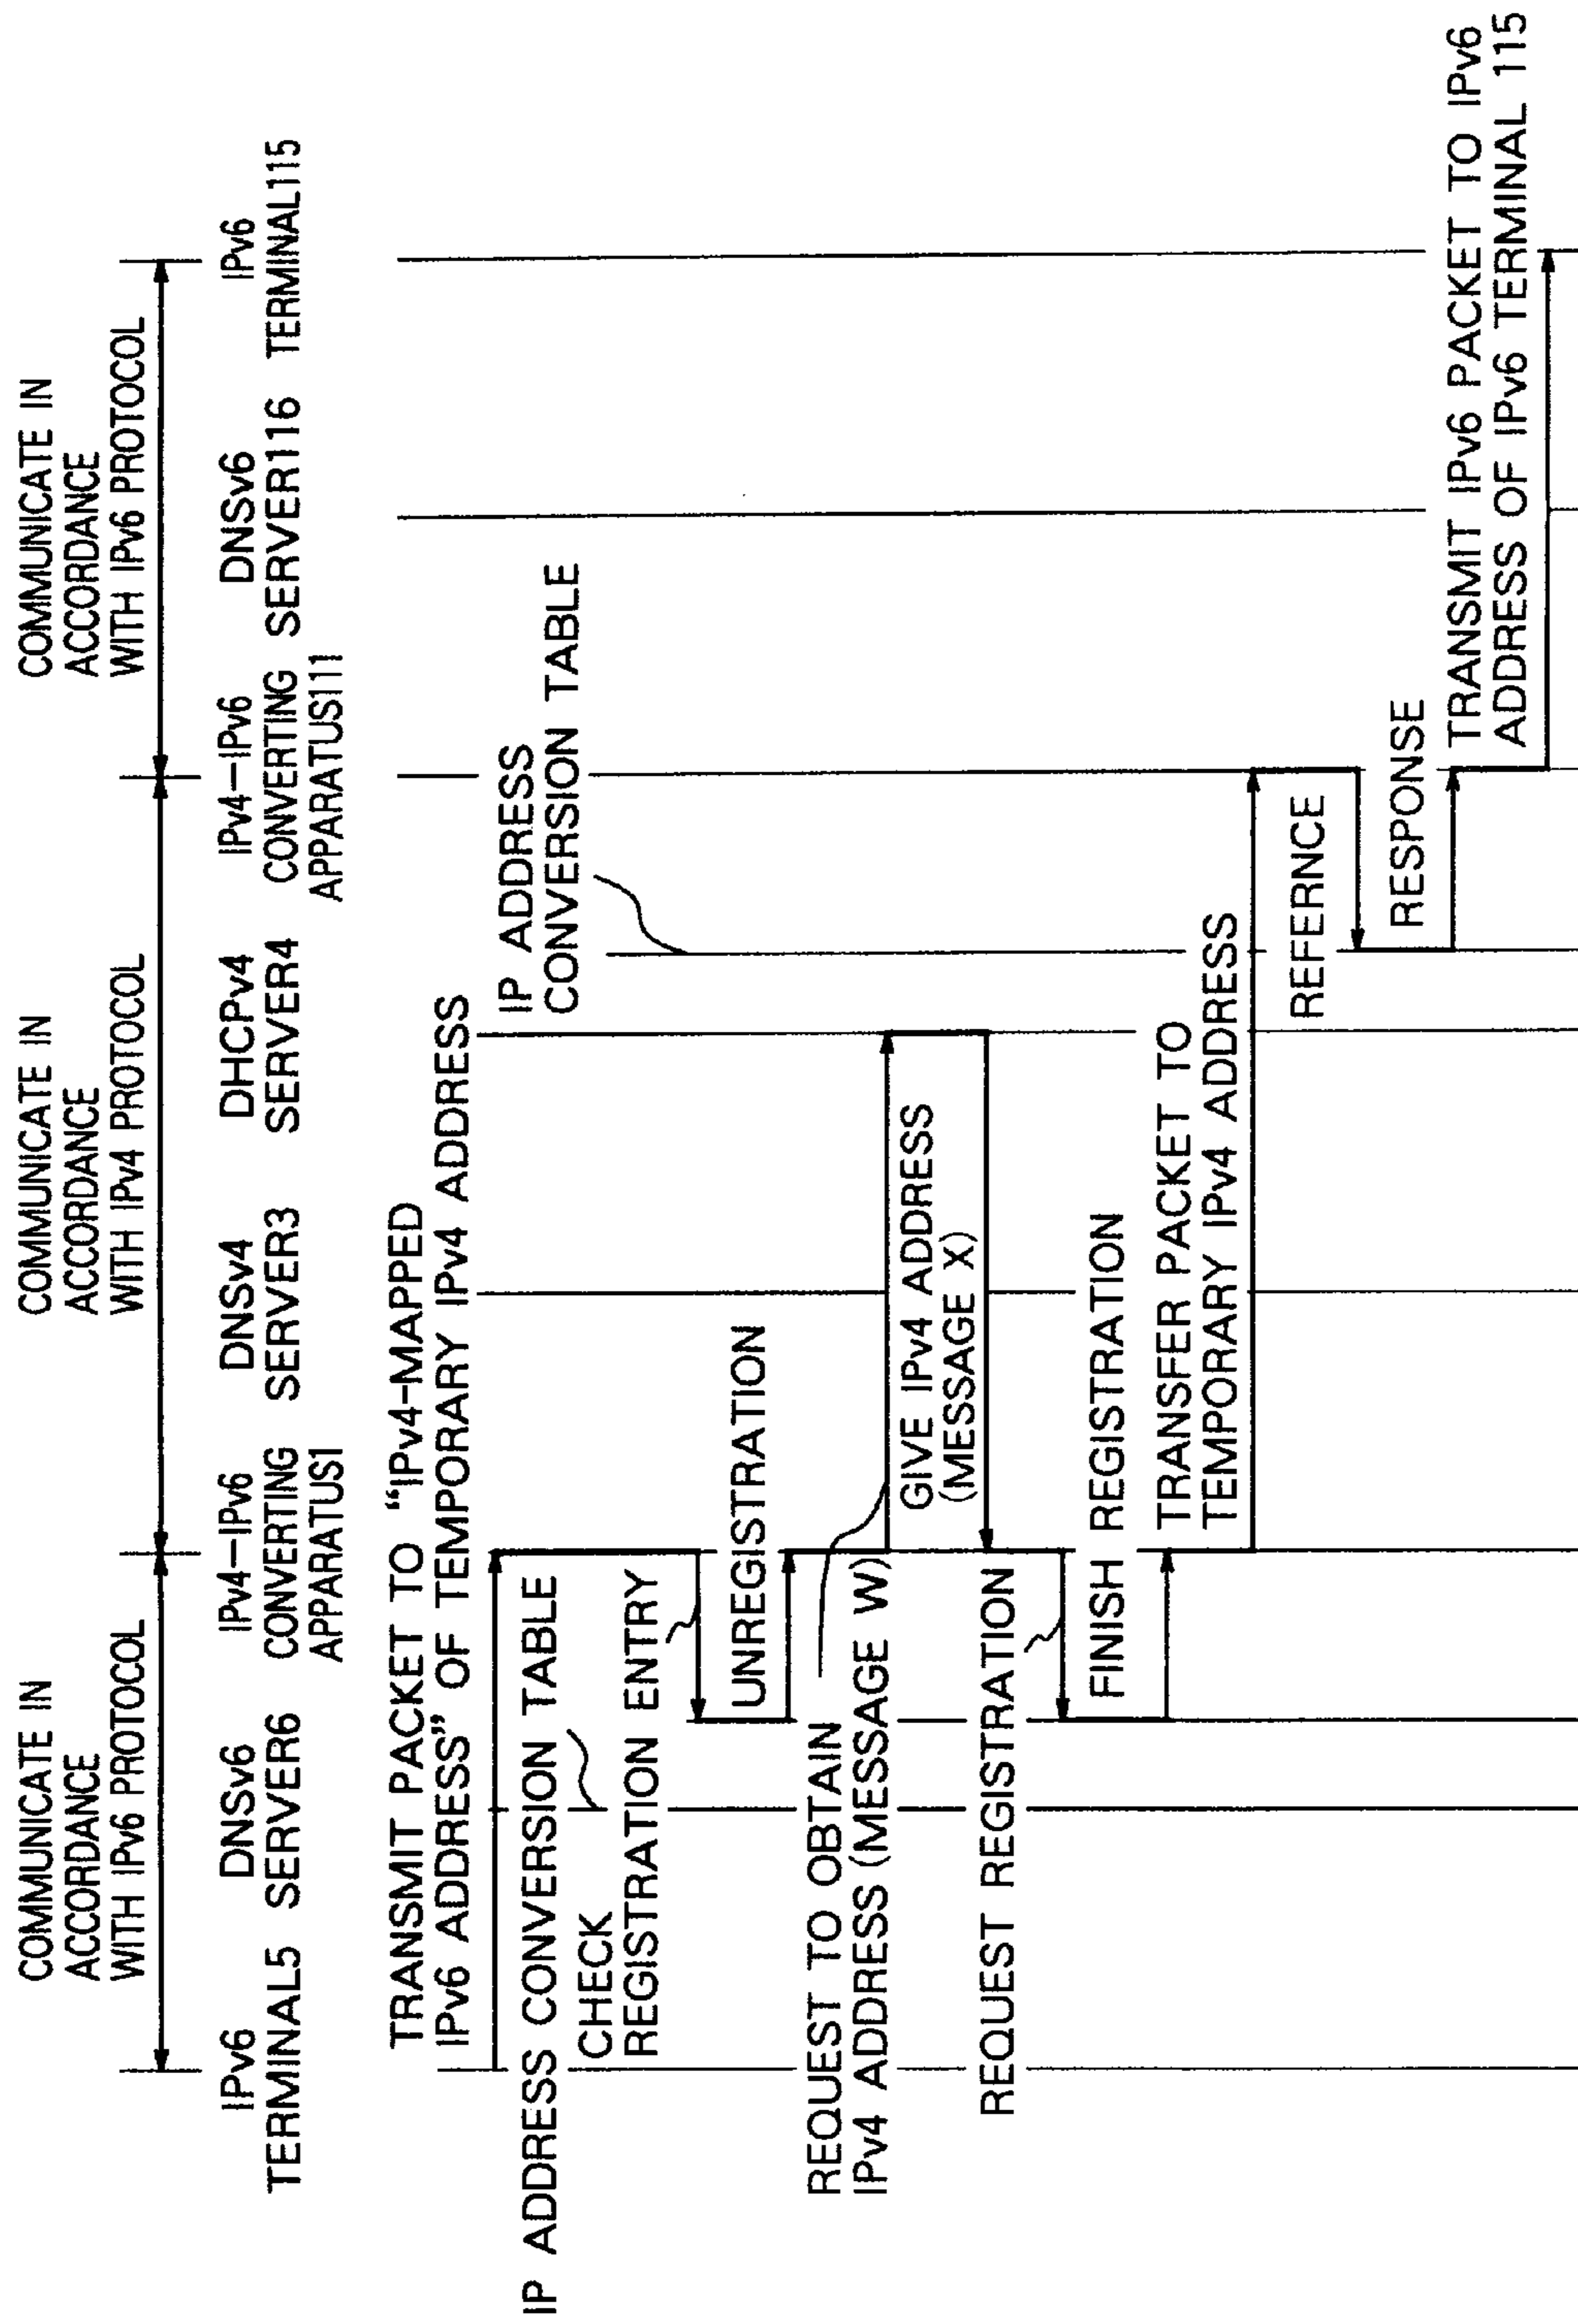 COMMUNICATE IN
ACCORDANCE
WITH IPv6 PROTOCOL
COMMUNICATE IN
ACCORDANCE
WITH IPv4 PROTOCOL
COMMUNICATE IN
ACCORDANCE
WITH IPv6 PROTOCOL
IPv6
TERMINAL5
DNSv6
SERVER6
IPv4-IPv6
CONVERTING
APPARATUS1
DNSv4
SERVER3
DHCPv4
SERVER4
IPv4-IPv6
CONVERTING
APPARATUS111
DNSv6
SERVER116
IPv6
TERMINAL115
TRANSMIT PACKET TO "IPv4-MAPPED
IPv6 ADDRESS" OF TEMPORARY IPv4 ADDRESS
IP ADDRESS CONVERSION TABLE
IP ADDRESS
CONVERSION TABLE
CHECK
REGISTRATION ENTRY
UNREGISTRATION
REQUEST TO OBTAIN
IPv4 ADDRESS (MESSAGE W)
GIVE IPv4 ADDRESS
(MESSAGE X)
REQUEST REGISTRATION
FINISH REGISTRATION
TRANSFER PACKET TO
TEMPORARY IPv4 ADDRESS
REFERNCE
RESPONSE
TRANSMIT IPv6 PACKET TO IPv6
ADDRESS OF IPv6 TERMINAL 115